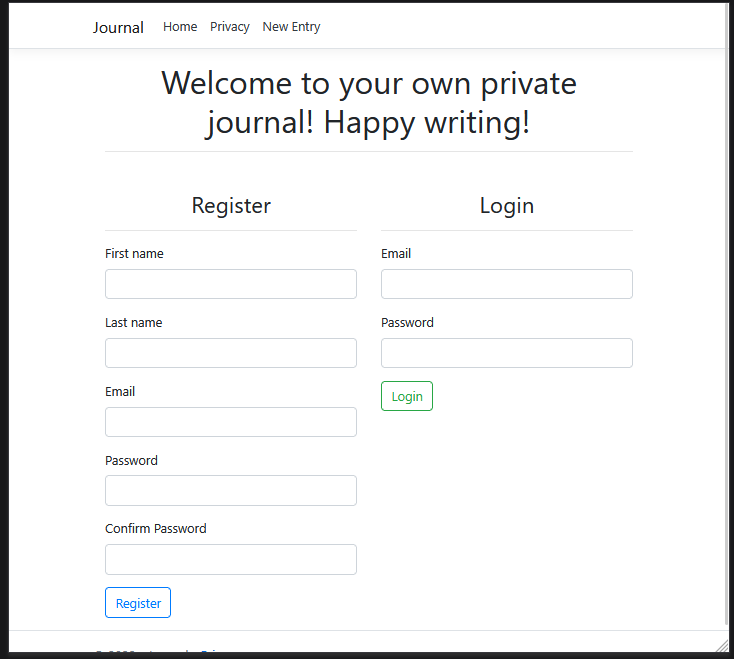 Journal Home Privacy New Entry
Welcome to your own private
journal! Happy writing!
Register
First name
Last name
Email
Password
Confirm Password
Register
Login
Email
Password
Login